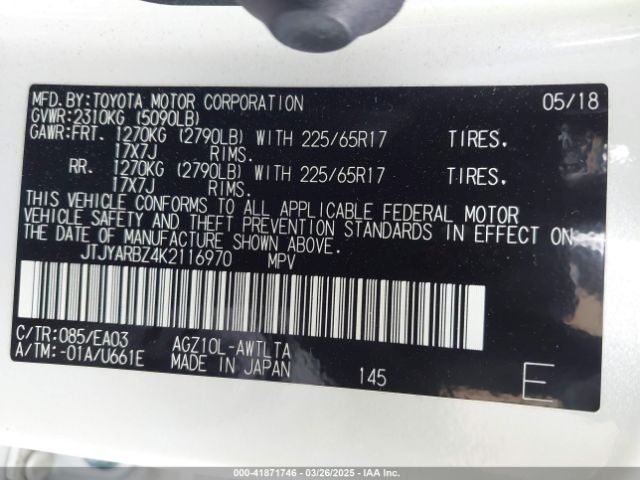 MFD.BY:TOYOTA MOTOR CORPORATION 05/18
GVWR:2310KG (5090LB)
GAWR:FRT. 1270KG (2790LB) WITH 225/65R17 TIRES.
17X7J RIMS.
RR. 1270KG (2790LB) WITH 225/65R17 TIRES.
17X7J RIMS.
THIS VEHICLE CONFORMS TO ALL APPLICABLE FEDERAL MOTOR
VEHICLE SAFETY AND THEFT PREVENTION STANDARDS IN EFFECT ON
THE DATE OF MANUFACTURE SHOWN ABOVE.
JTJYARBZ4K2116970 MPV
C/TR:085/EA03 AGZ10L-AWTLTA
A/TM:-01A/U661E MADE IN JAPAN 145 E
000-41871746 | 03/26/2025 | IAAI.COM